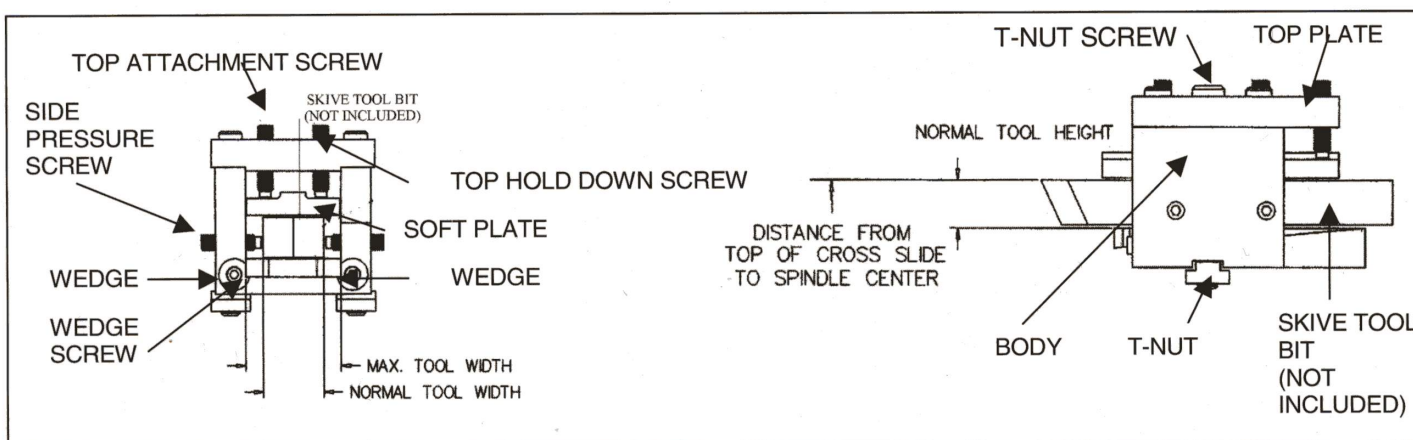 TOP ATTACHMENT SCREW
SKIVE TOOL BIT
(NOT INCLUDED)
SIDE
PRESSURE
SCREW
TOP HOLD DOWN SCREW
SOFT PLATE
WEDGE
WEDGE
WEDGE
SCREW
MAX. TOOL WIDTH
NORMAL TOOL WIDTH
T-NUT SCREW
TOP PLATE
NORMAL TOOL HEIGHT
DISTANCE FROM
TOP OF CROSS SLIDE
TO SPINDLE CENTER
BODY
T-NUT
SKIVE TOOL
BIT
(NOT
INCLUDED)